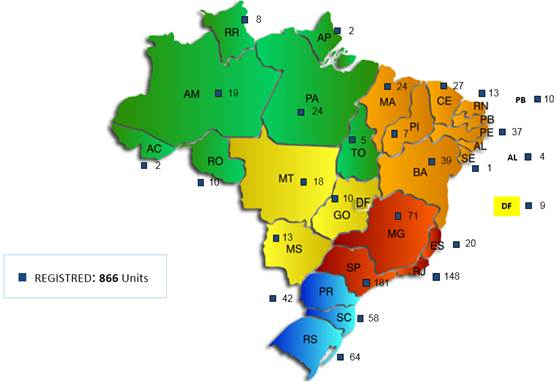 RR
8
AP
2
AM
19
PA
24
MA
24
CE
27
RN
13
PB
10
PB
PI
7
PE
37
AL
AL
4
SE
1
TO
5
AC
2
RO
10
BA
39
MT
18
10
GO
DF
DF
9
MG
71
MS
13
ES
20
SP
181
RJ
148
REGISTRED: 866 Units
42
PR
SC
58
RS
64